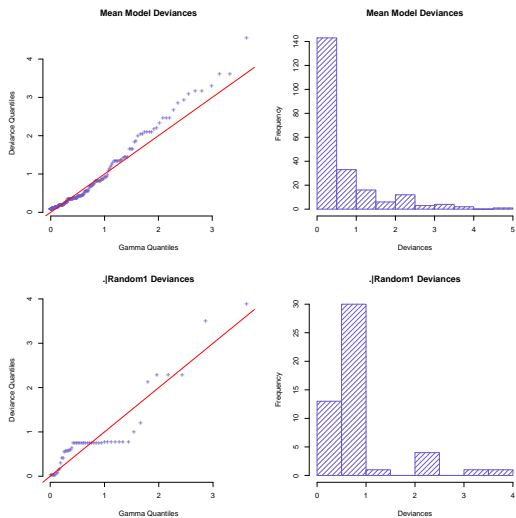 Mean Model Deviances
Mean Model Deviances
Deviance Quantiles
0 1 2 3 4
0 1 2 3
Gamma Quantiles
Frequency
0 20 40 60 80 100 140
0 1 2 3 4 5
Deviances
.|Random1 Deviances
.|Random1 Deviances
Deviance Quantiles
0 1 2 3 4
0 1 2 3
Gamma Quantiles
Frequency
0 5 10 15 20 25 30
0 1 2 3 4
Deviances